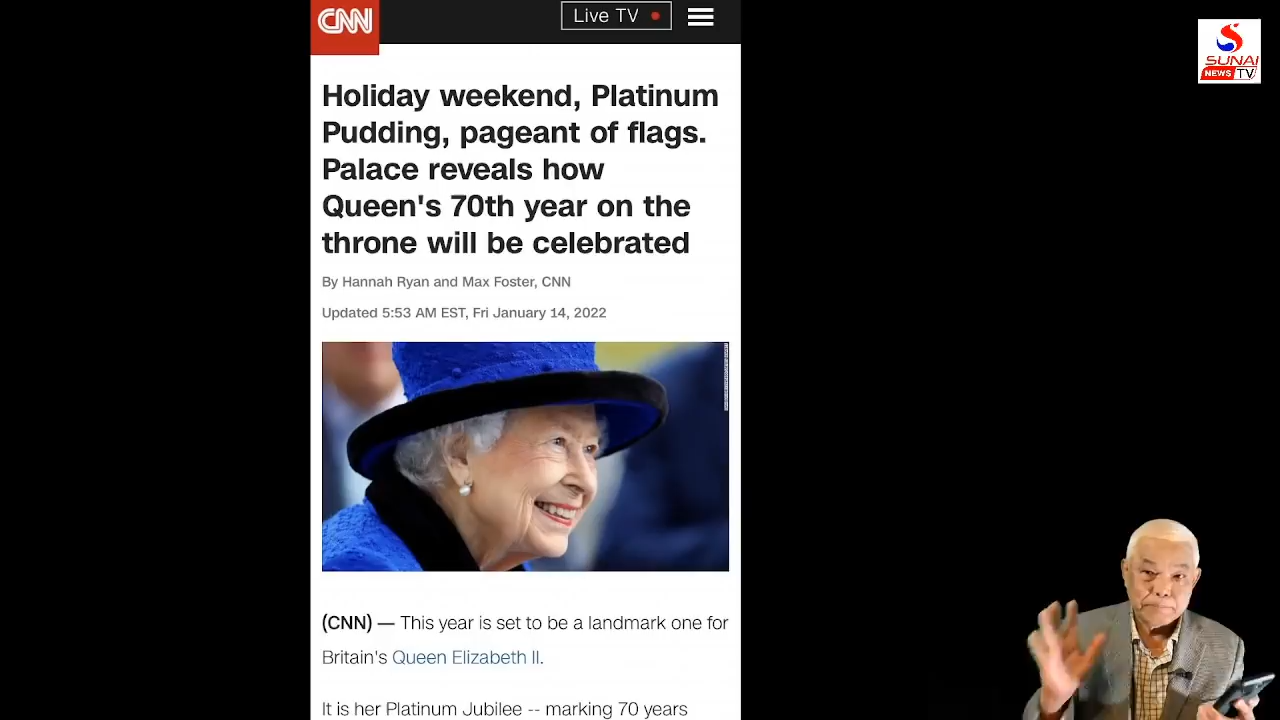 CNN
Live TV
SUNAI
NEWS TV
Holiday weekend, Platinum
Pudding, pageant of flags.
Palace reveals how
Queen's 70th year on the
throne will be celebrated
By Hannah Ryan and Max Foster, CNN
Updated 5:53 AM EST, Fri January 14, 2022
(CNN) — This year is set to be a landmark one for
Britain's Queen Elizabeth II.
It is her Platinum Jubilee -- marking 70 years